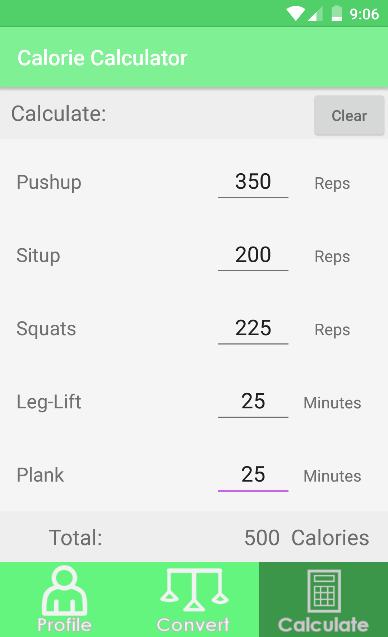 9:06
Calorie Calculator
Calculate: Clear
Pushup 350 Reps
Situp 200 Reps
Squats 225 Reps
Leg-Lift 25 Minutes
Plank 25 Minutes
Total: 500 Calories
Profile Convert Calculate